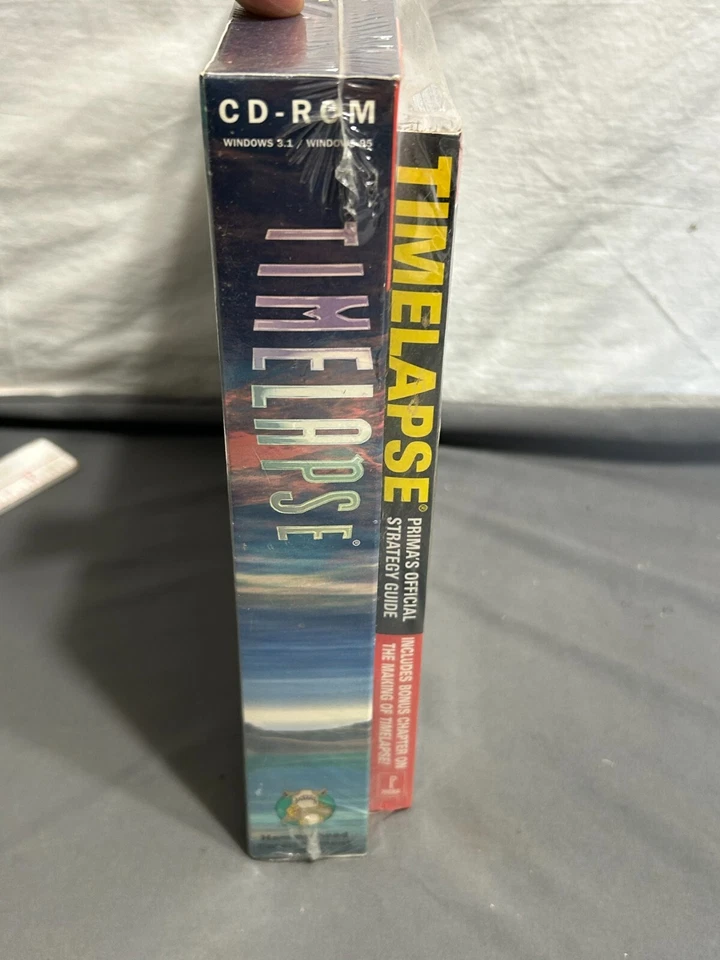 CD-ROM
WINDOWS 3.1 / WINDOWS 95
TIMELAPSE®
TIMELAPSE®
PRIMA'S OFFICIAL
STRATEGY GUIDE
INCLUDES BONUS CHAPTER ON
THE MAKING OF TIMELAPSE!